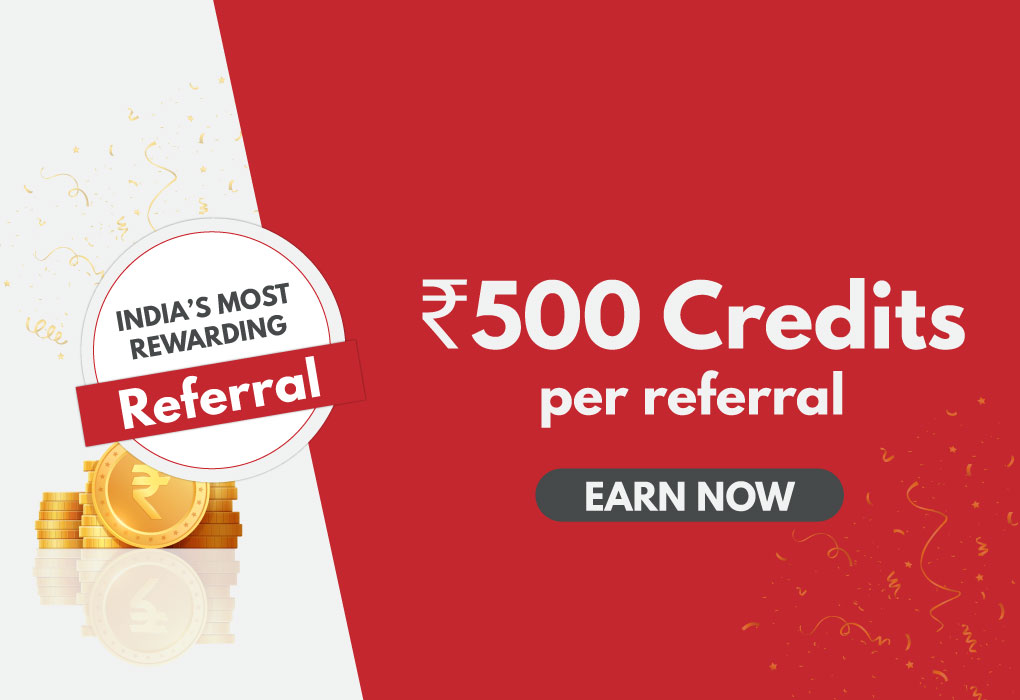 INDIA'S MOST
REWARDING
Referral
₹500 Credits
per referral
EARN NOW